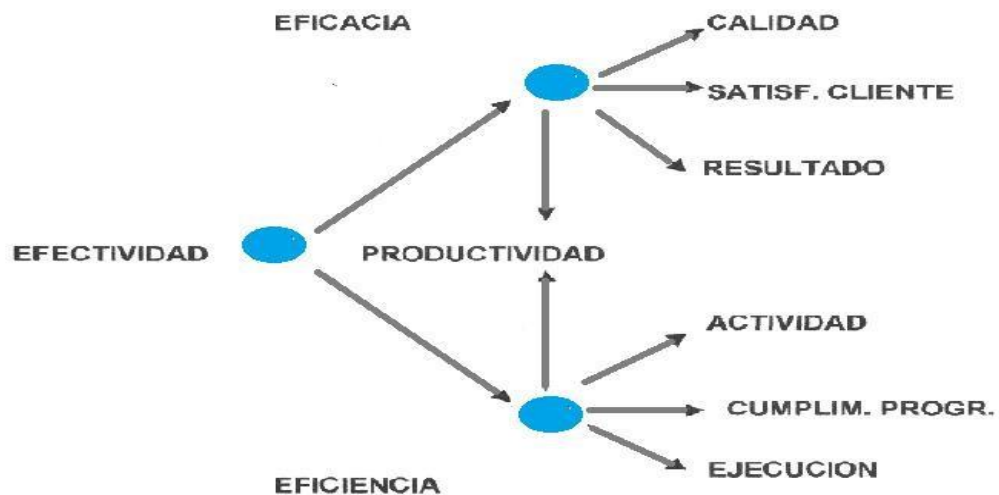 EFICACIA
CALIDAD
SATISF. CLIENTE
RESULTADO
EFECTIVIDAD
PRODUCTIVIDAD
ACTIVIDAD
CUMPLIM. PROGR.
EJECUCION
EFICIENCIA